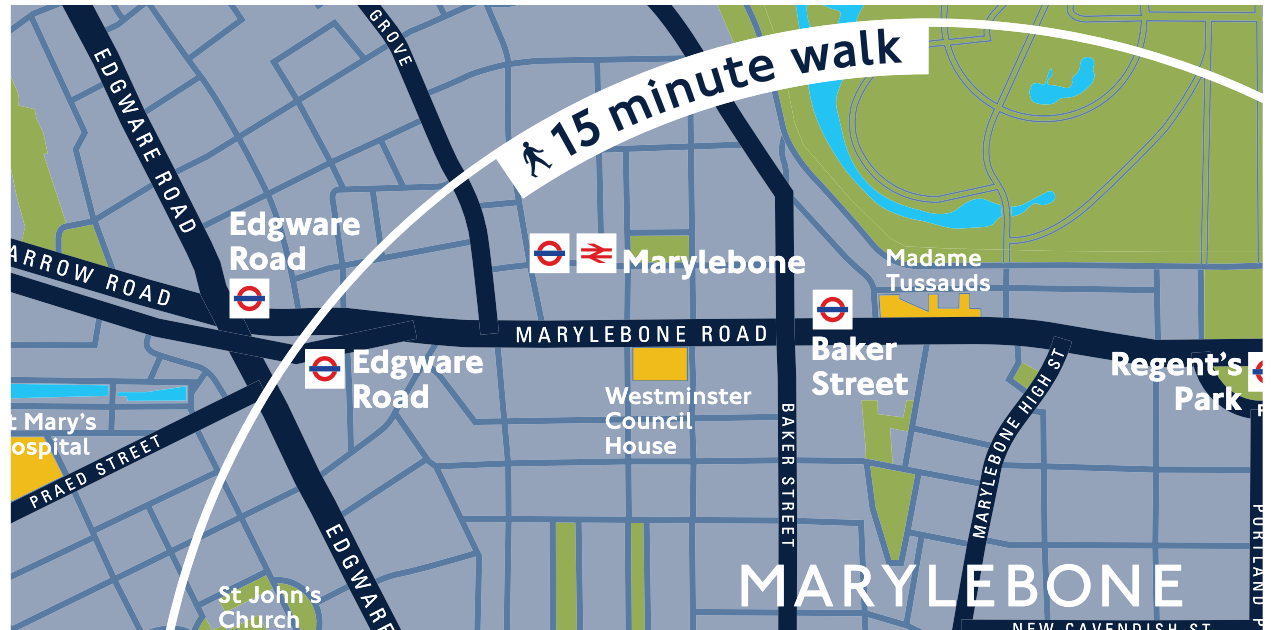 GROVE
15 minute walk
EDGWARE ROAD
Edgware
Road
ARROW ROAD
Marylebone
Madame
Tussauds
MARYLEBONE ROAD
Baker
Street
Edgware
Road
Regent's
Park
Westminster
Council
House
t Mary's
ospital
PRAED STREET
BAKER STREET
MARYLEBONE HIGH ST
EDGWARE
PORTLAND P
MARYLEBONE
St John's
Church
NEW CAVENDISH ST